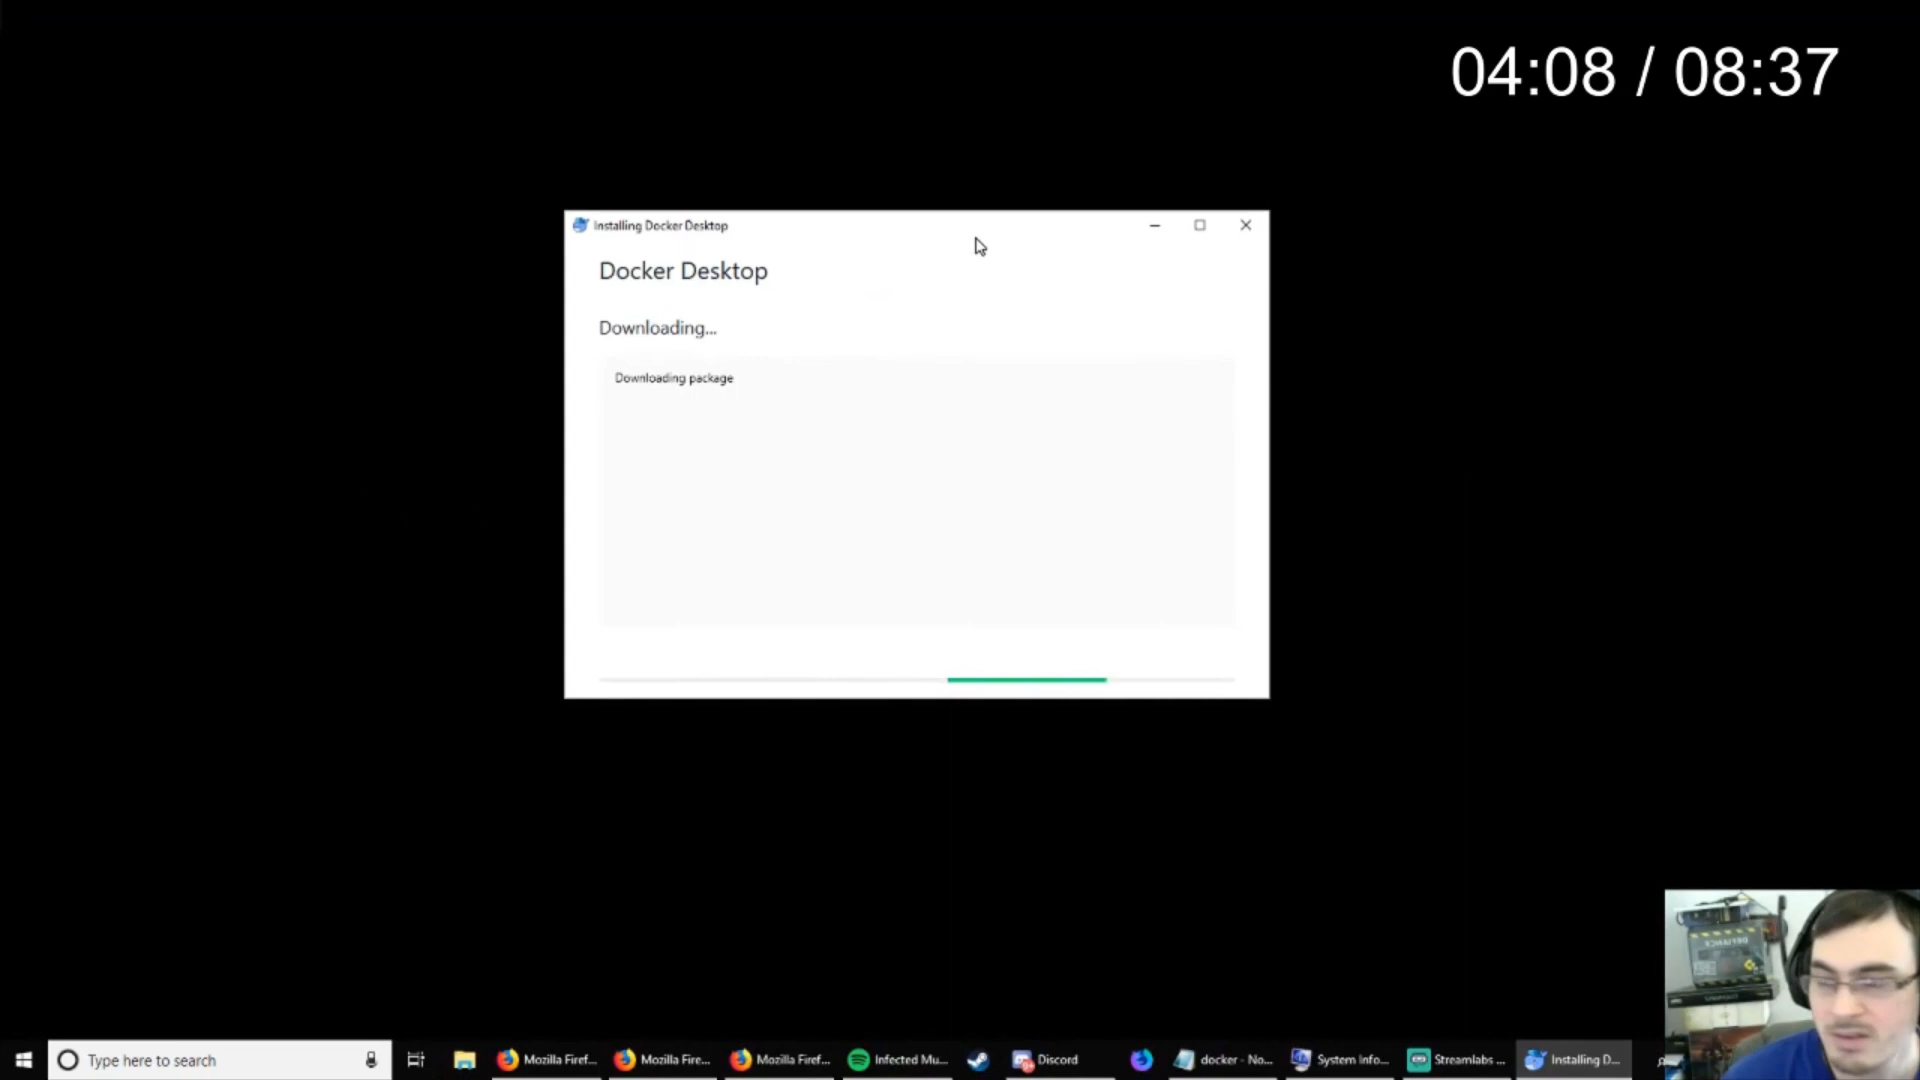 04:08 / 08:37
Installing Docker Desktop
Docker Desktop
Downloading...
Downloading package
Type here to search
Mozilla Firef...
Mozilla Fire...
Mozilla Firef...
Infected Mu...
Discord
docker - No...
System Info...
Streamlabs ...
Installing D...
DEFIANCE